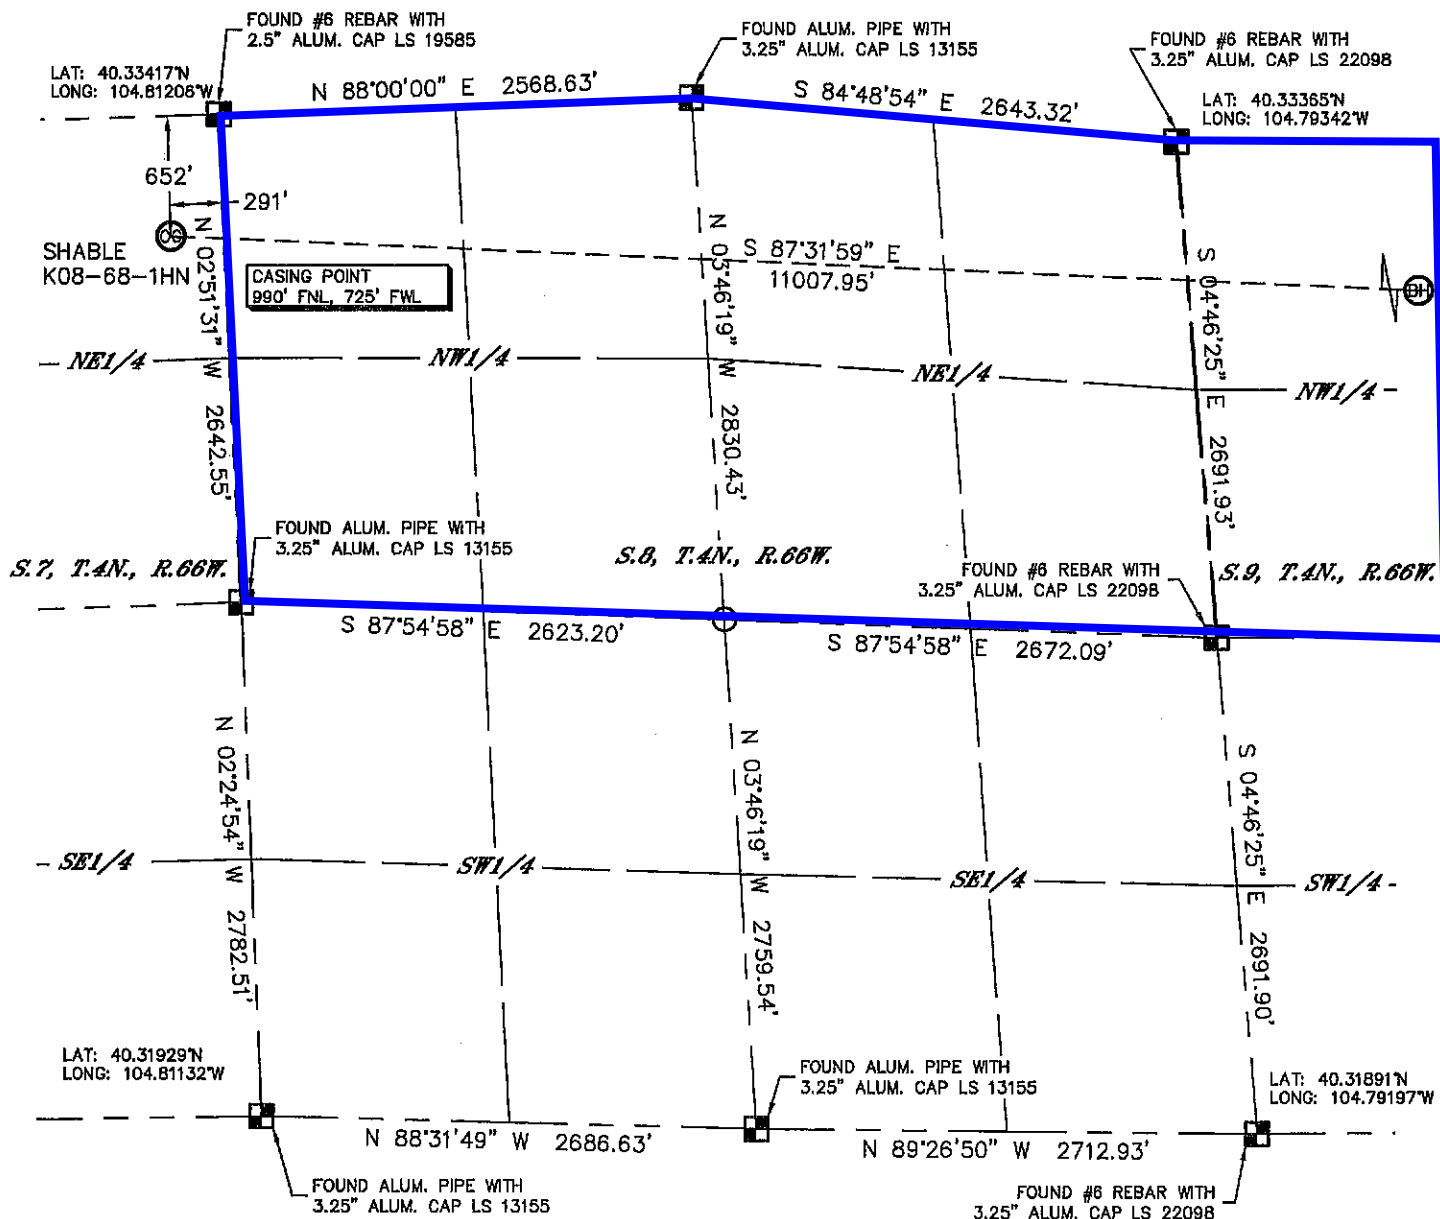 FOUND #6 REBAR WITH
2.5" ALUM. CAP LS 19585
FOUND ALUM. PIPE WITH
3.25" ALUM. CAP LS 13155
FOUND #6 REBAR WITH
3.25" ALUM. CAP LS 22098
LAT: 40.33417°N
LONG: 104.81206°W
N 88°00'00" E 2568.63'
S 84°48'54" E 2643.32'
LAT: 40.33365°N
LONG: 104.79342°W
652'
291'
SHABLE
K08-68-1HN
OG
N 02°51'31" W 2642.55'
CASING POINT
990' FNL, 725' FWL
N 03°46'19" W 2830.43'
S 87°31'59" E
11007.95'
S 04°46'25" E 2691.93'
BH
NE1/4
NW1/4
NE1/4
NW1/4
FOUND ALUM. PIPE WITH
3.25" ALUM. CAP LS 13155
S.7, T.4N., R.66W.
S.8, T.4N., R.66W.
FOUND #6 REBAR WITH
3.25" ALUM. CAP LS 22098
S.9, T.4N., R.66W.
S 87°54'58" E 2623.20'
S 87°54'58" E 2672.09'
N 02°24'54" W 2782.51'
N 03°46'19" W 2759.54'
S 04°46'25" E 2691.90'
SE1/4
SW1/4
SE1/4
SW1/4
LAT: 40.31929°N
LONG: 104.81132°W
FOUND ALUM. PIPE WITH
3.25" ALUM. CAP LS 13155
LAT: 40.31891°N
LONG: 104.79197°W
N 88°31'49" W 2686.63'
N 89°26'50" W 2712.93'
FOUND ALUM. PIPE WITH
3.25" ALUM. CAP LS 13155
FOUND #6 REBAR WITH
3.25" ALUM. CAP LS 22098